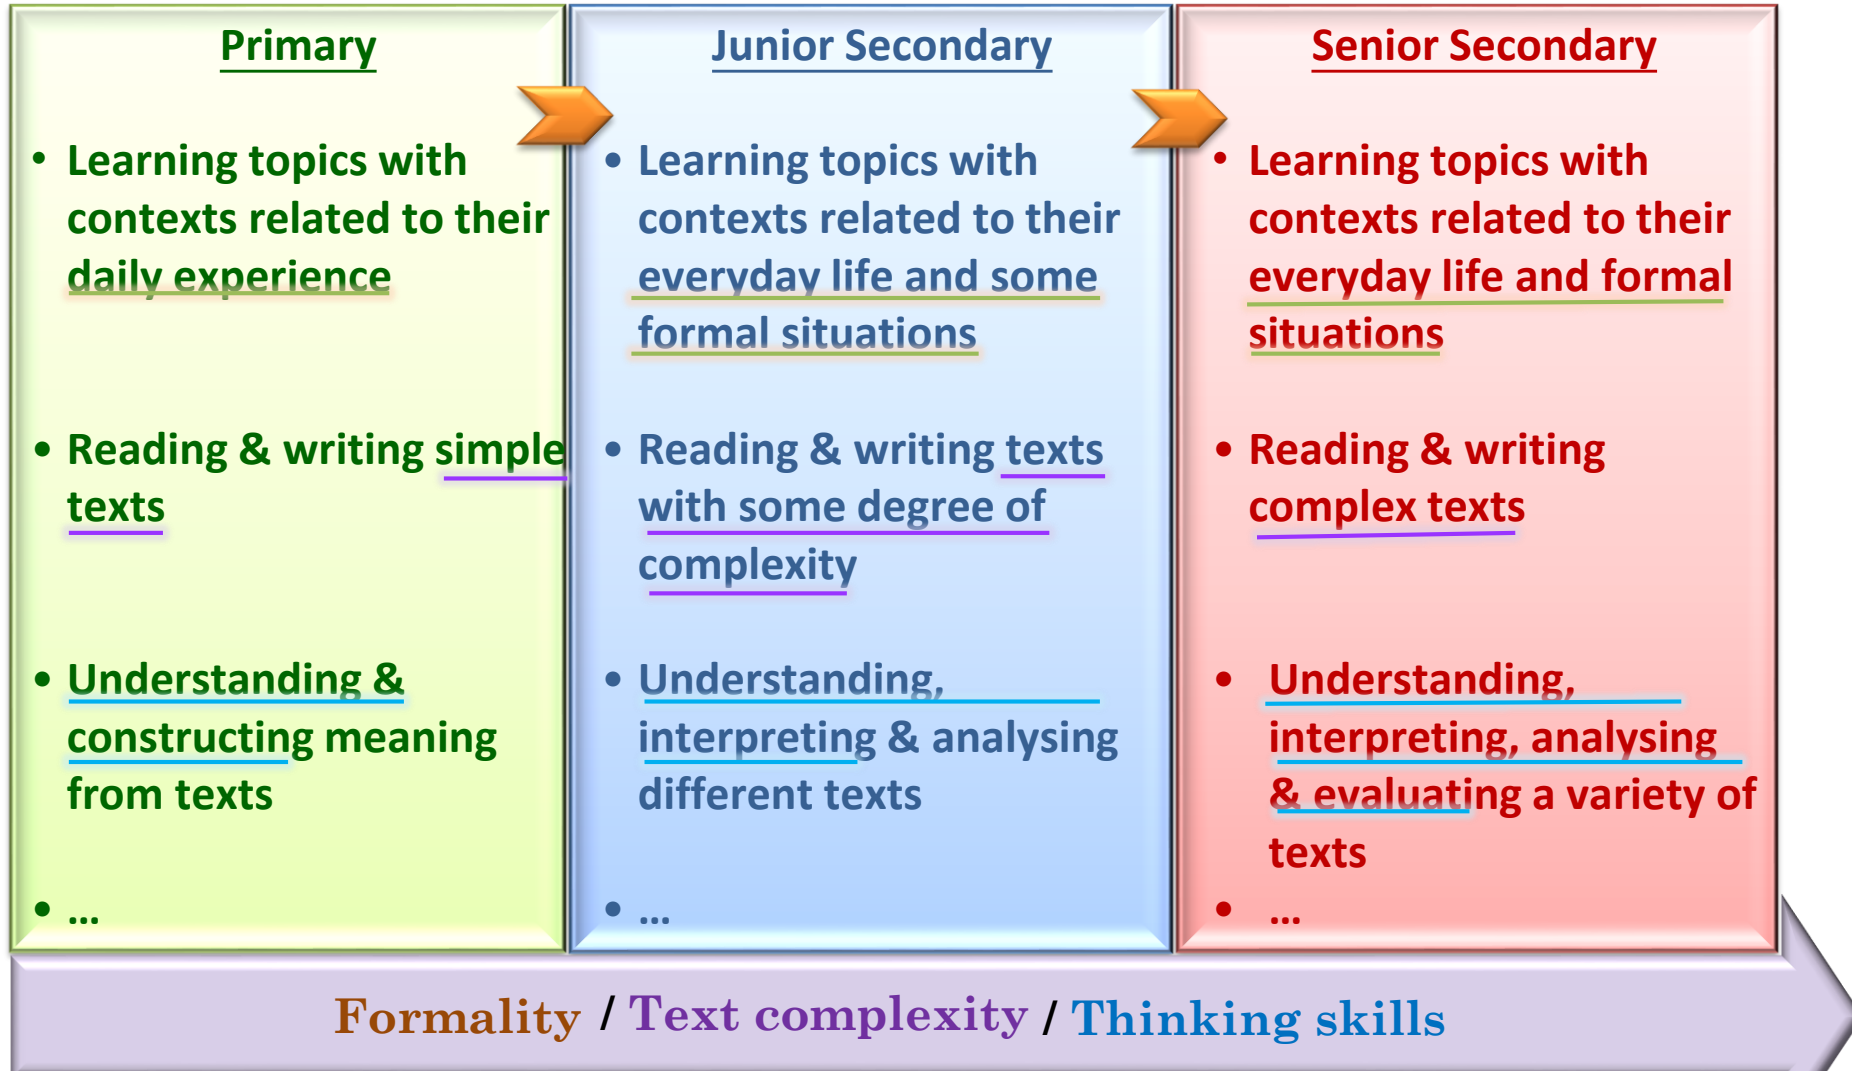 Primary
• Learning topics with
contexts related to their
daily experience
• Reading & writing simple
texts
• Understanding &
constructing meaning
from texts
• ...
Junior Secondary
• Learning topics with
contexts related to their
everyday life and some
formal situations
• Reading & writing texts
with some degree of
complexity
• Understanding,
interpreting & analysing
different texts
• ...
Senior Secondary
• Learning topics with
contexts related to their
everyday life and formal
situations
• Reading & writing
complex texts
• Understanding,
interpreting, analysing
& evaluating a variety of
texts
• ...
Formality / Text complexity / Thinking skills